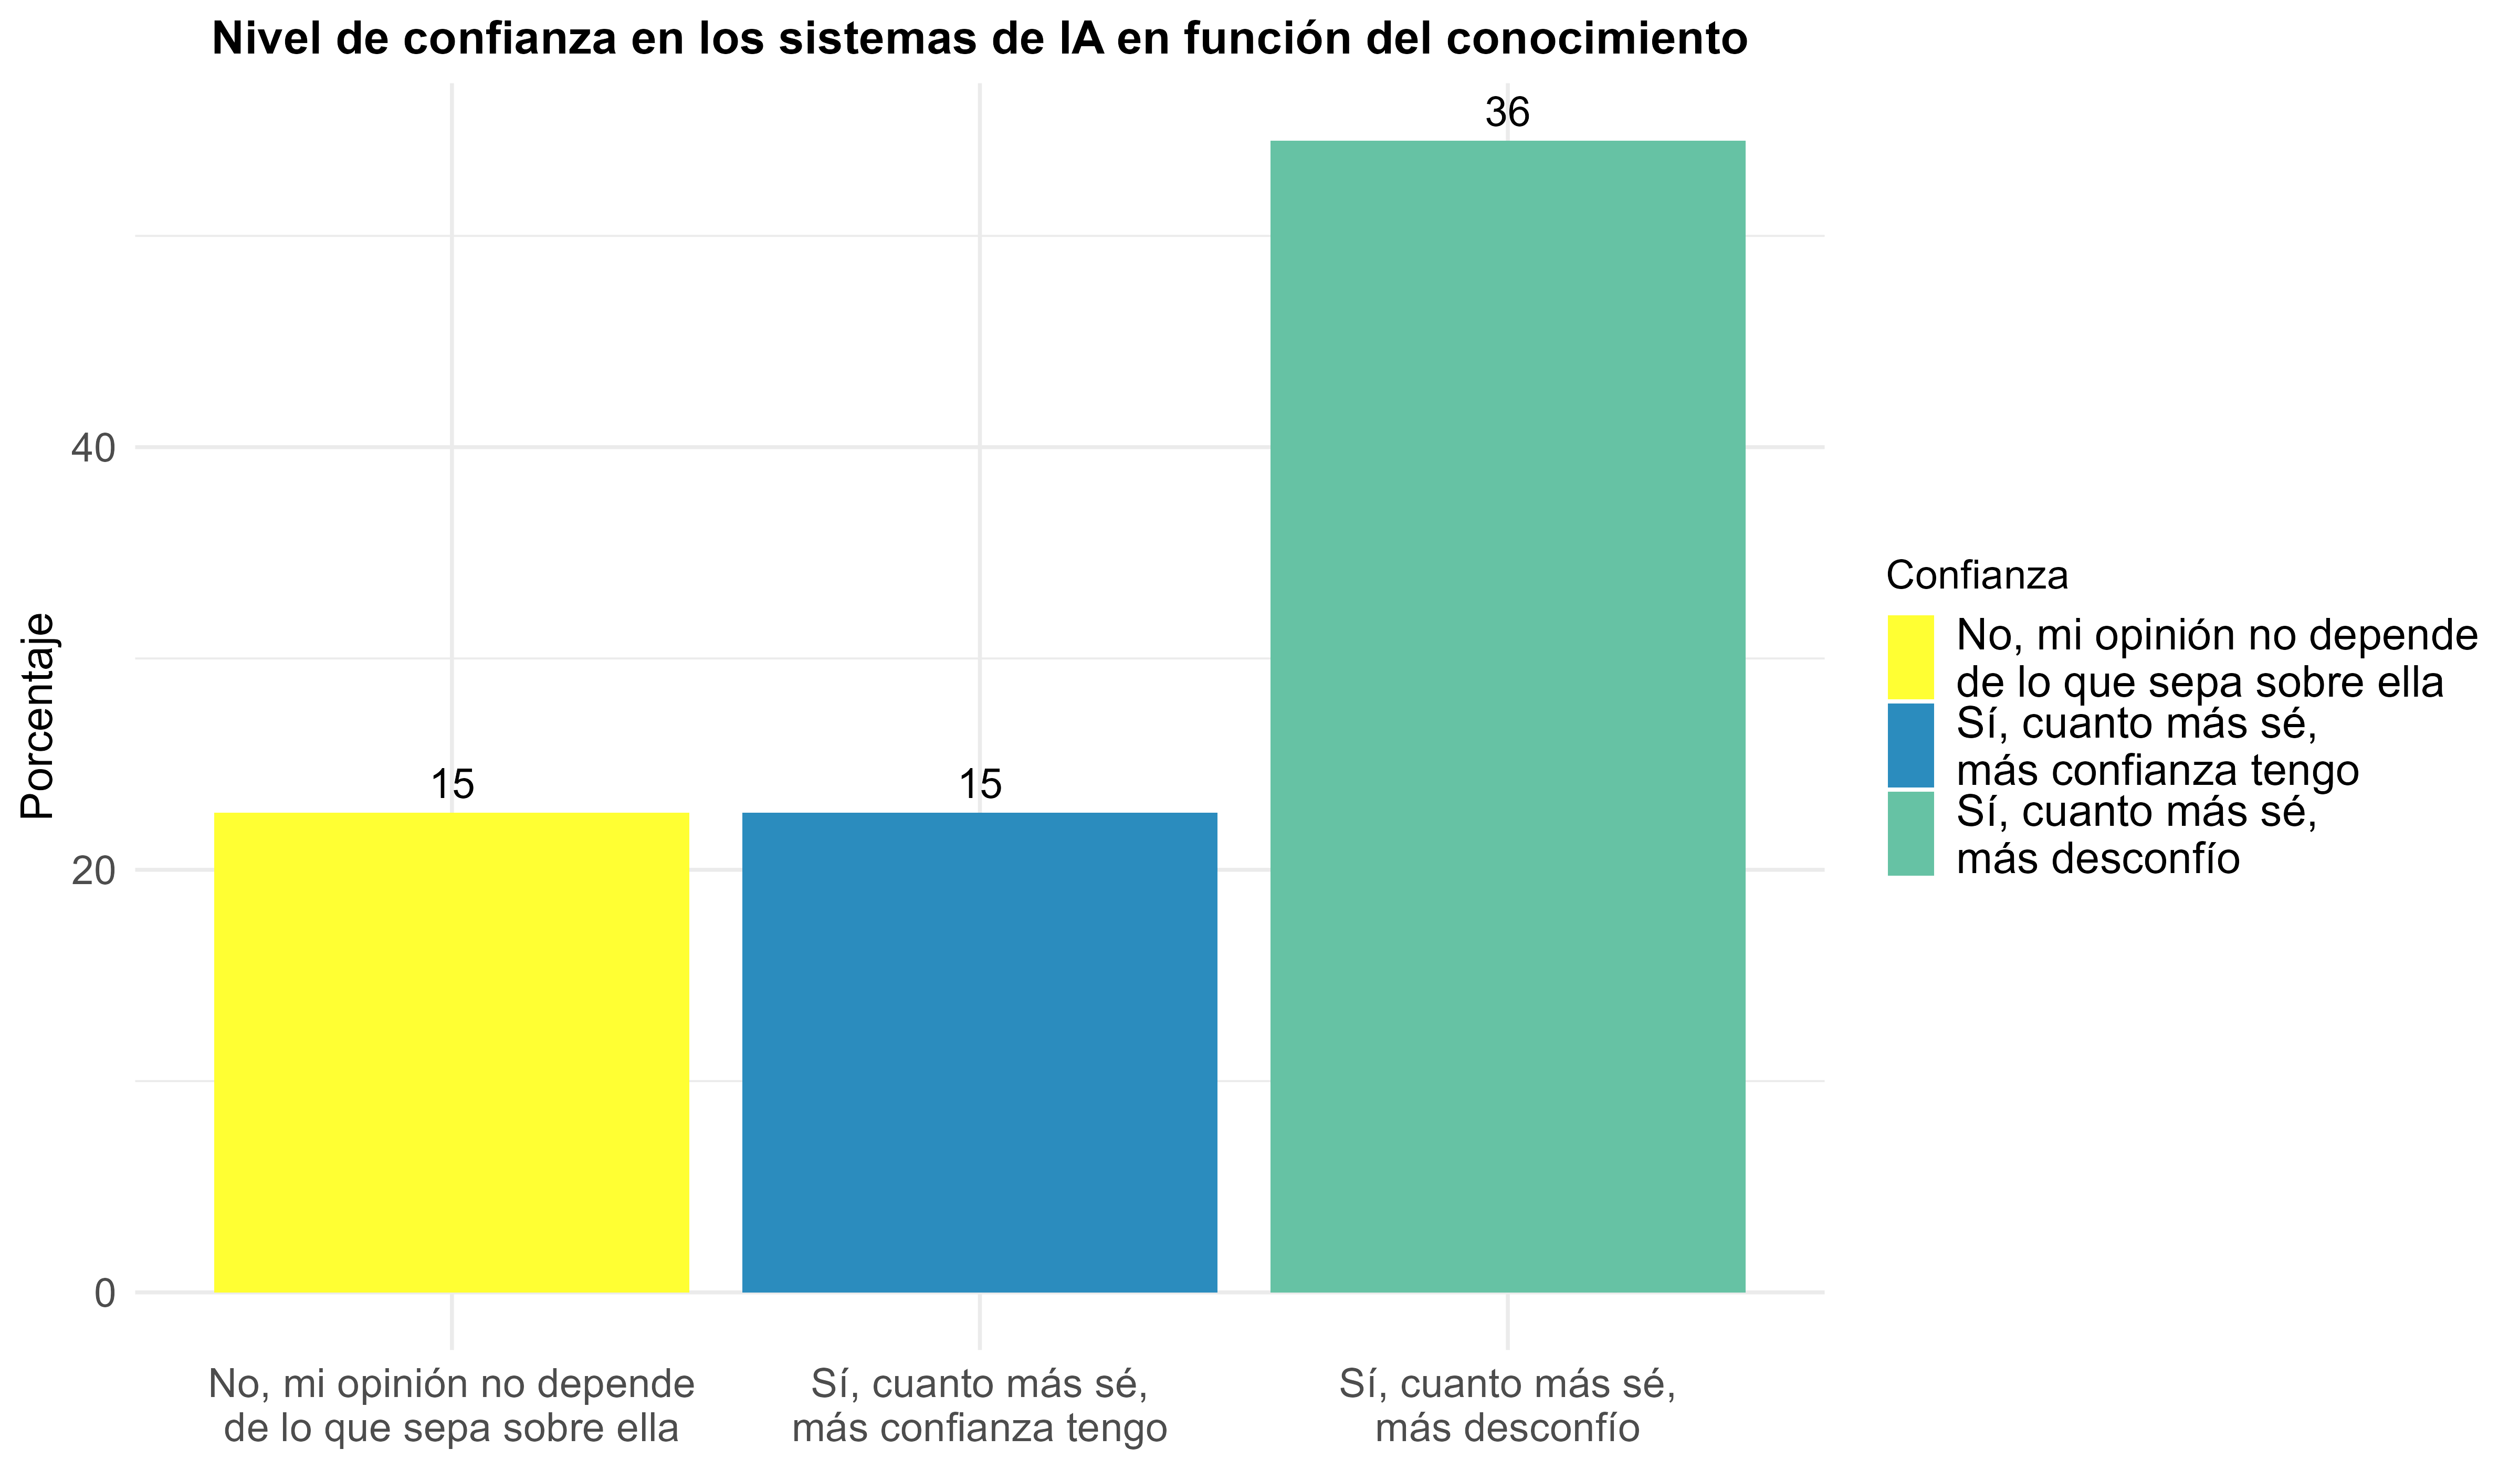 Nivel de confianza en los sistemas de IA en función del conocimiento
36
40
Porcentaje
15
15
20
0
No, mi opinión no depende
de lo que sepa sobre ella
Sí, cuanto más sé,
más confianza tengo
Sí, cuanto más sé,
más desconfío
Confianza
No, mi opinión no depende
de lo que sepa sobre ella
Sí, cuanto más sé,
más confianza tengo
Sí, cuanto más sé,
más desconfío